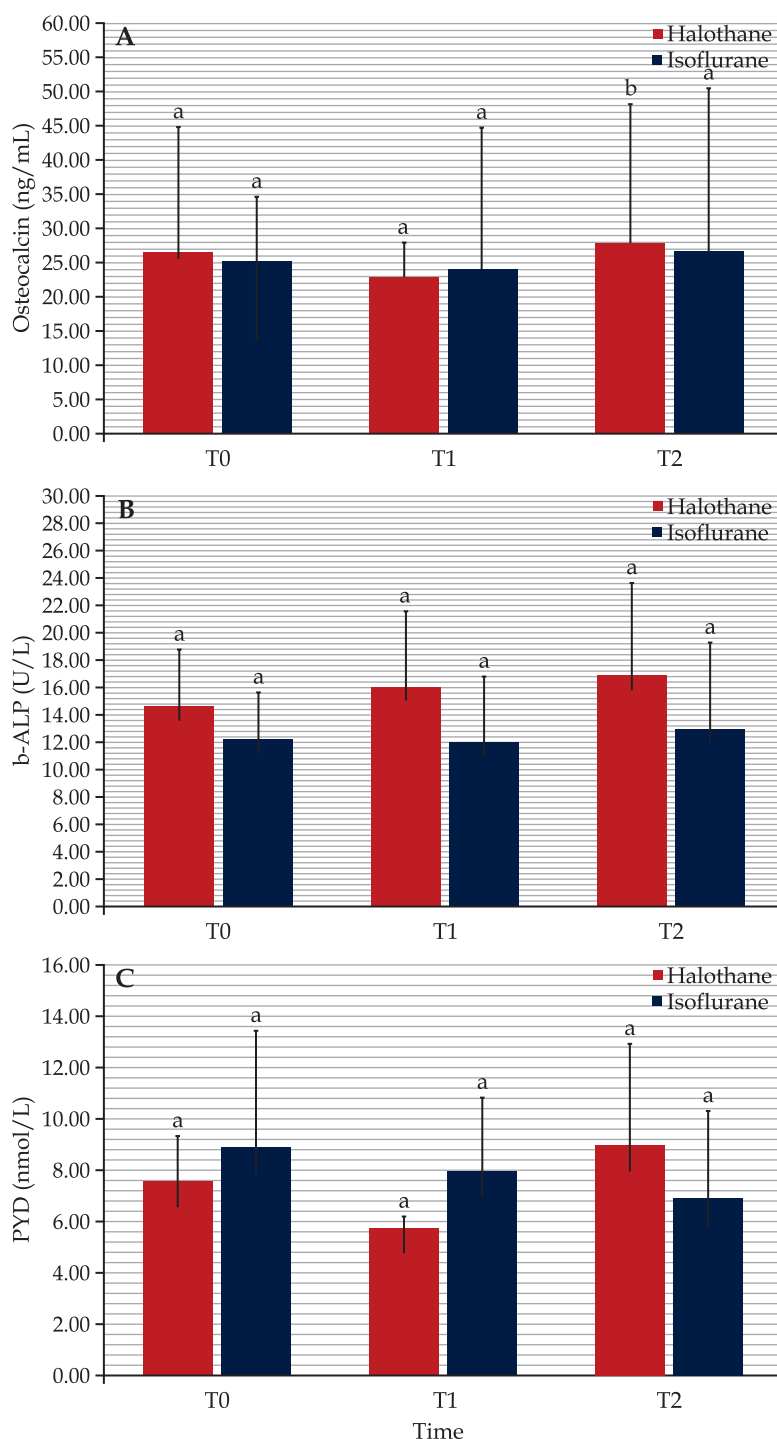 A
Halothane
Isoflurane
Osteocalcin (ng/mL)
60.00
55.00
50.00
45.00
40.00
35.00
30.00
25.00
20.00
15.00
10.00
5.00
0.00
a
a
a
a
b
a
T0
T1
T2
B
Halothane
Isoflurane
b-ALP (U/L)
30.00
28.00
26.00
24.00
22.00
20.00
18.00
16.00
14.00
12.00
10.00
8.00
6.00
4.00
2.00
0.00
a
a
a
a
a
a
T0
T1
T2
C
Halothane
Isoflurane
PYD (nmol/L)
16.00
14.00
12.00
10.00
8.00
6.00
4.00
2.00
0.00
a
a
a
a
a
a
T0
T1
T2
Time